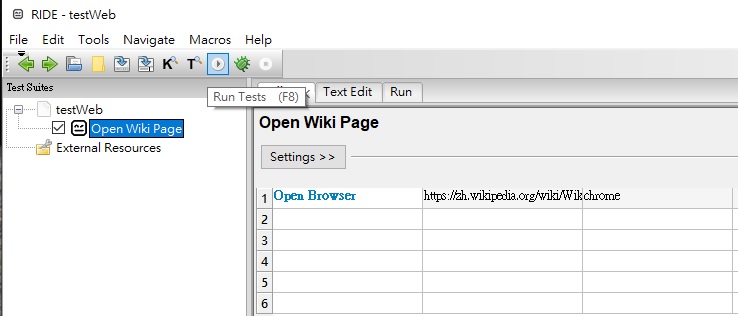 RIDE - testWeb
File Edit Tools Navigate Macros Help
K T
Test Suites
Text Edit Run
testWeb
Run Tests (F8)
Open Wiki Page
Open Wiki Page
External Resources
Settings >>
1 Open Browser https://zh.wikipedia.org/wiki/Wik chrome
2
3
4
5
6